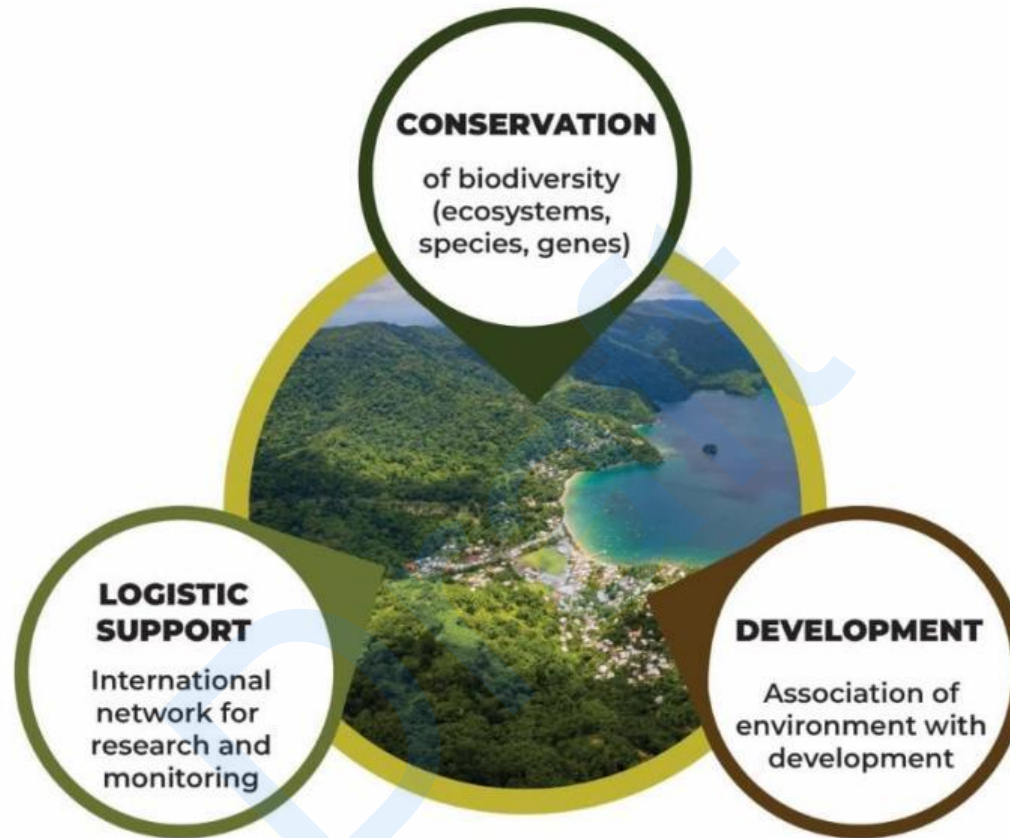 CONSERVATION
of biodiversity
(ecosystems,
species, genes)
LOGISTIC
SUPPORT
International
network for
research and
monitoring
DEVELOPMENT
Association of
environment with
development